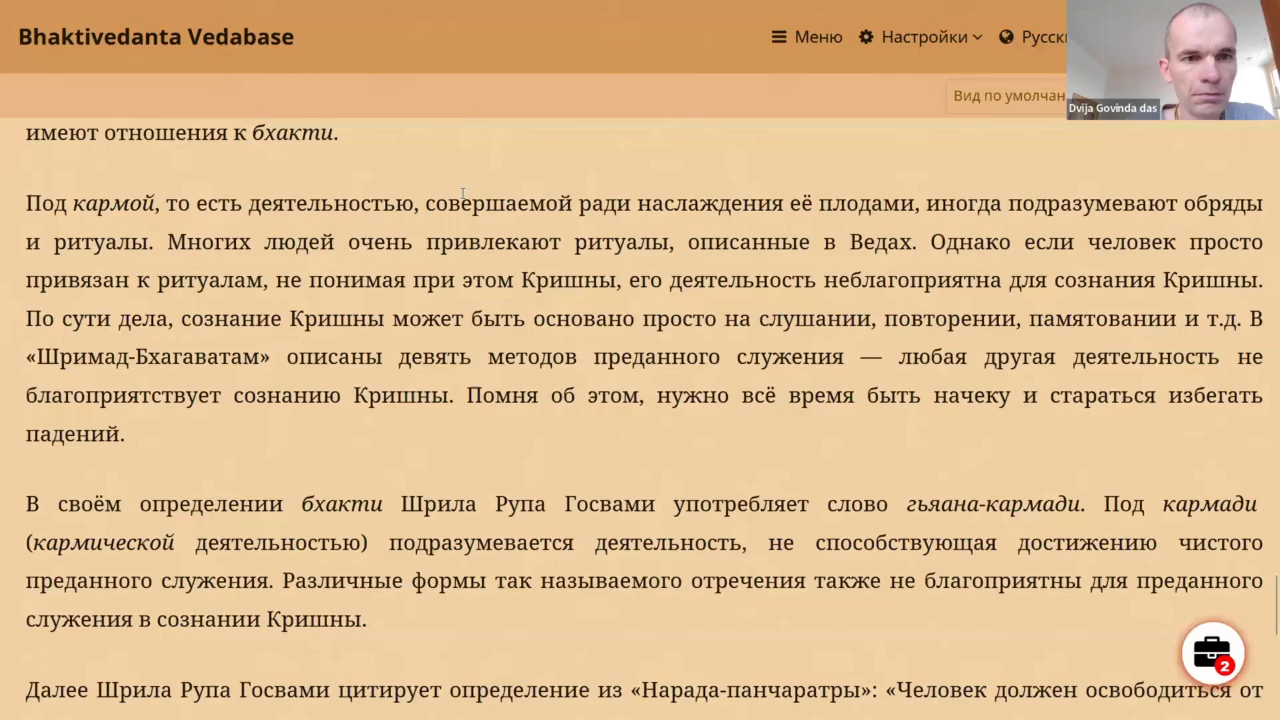 Bhaktivedanta Vedabase
Меню
Настройки
Русск
Вид по умолчан
Dvija Govinda das
имеют отношения к бхакти.
Под кармой, то есть деятельностью, совершаемой ради наслаждения её плодами, иногда подразумевают обряды
и ритуалы. Многих людей очень привлекают ритуалы, описанные в Ведах. Однако если человек просто
привязан к ритуалам, не понимая при этом Кришны, его деятельность неблагоприятна для сознания Кришны.
По сути дела, сознание Кришны может быть основано просто на слушании, повторении, памятовании и т.д. В
«Шримад-Бхагаватам» описаны девять методов преданного служения — любая другая деятельность не
благоприятствует сознанию Кришны. Помня об этом, нужно всё время быть начеку и стараться избегать
падений.
В своём определении бхакти Шрила Рупа Госвами употребляет слово гьяана-кармади. Под кармади
(кармической деятельностью) подразумевается деятельность, не способствующая достижению чистого
преданного служения. Различные формы так называемого отречения также не благоприятны для преданного
служения в сознании Кришны.
2
Далее Шрила Рупа Госвами цитирует определение из «Нарада-панчаратры»: «Человек должен освободиться от